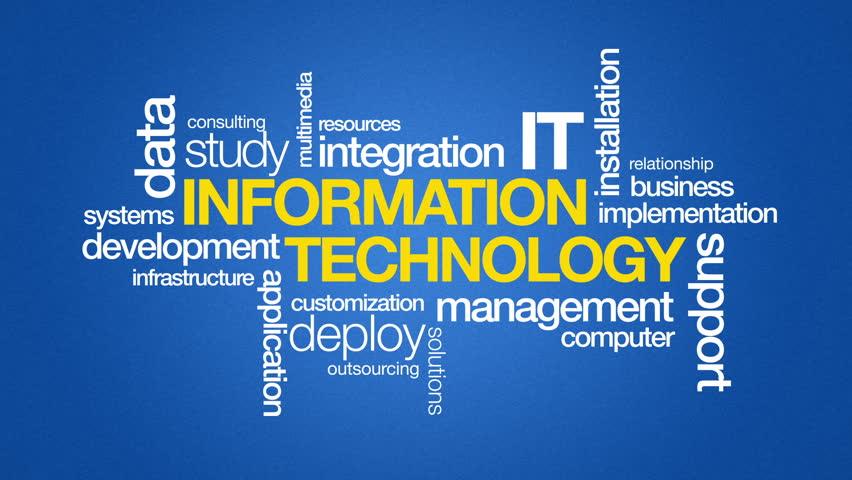 data
consulting
study
multimedia
resources
integration
IT
installation
relationship
business
systems
INFORMATION
implementation
development
TECHNOLOGY
infrastructure
application
customization
management
support
deploy
solutions
computer
outsourcing